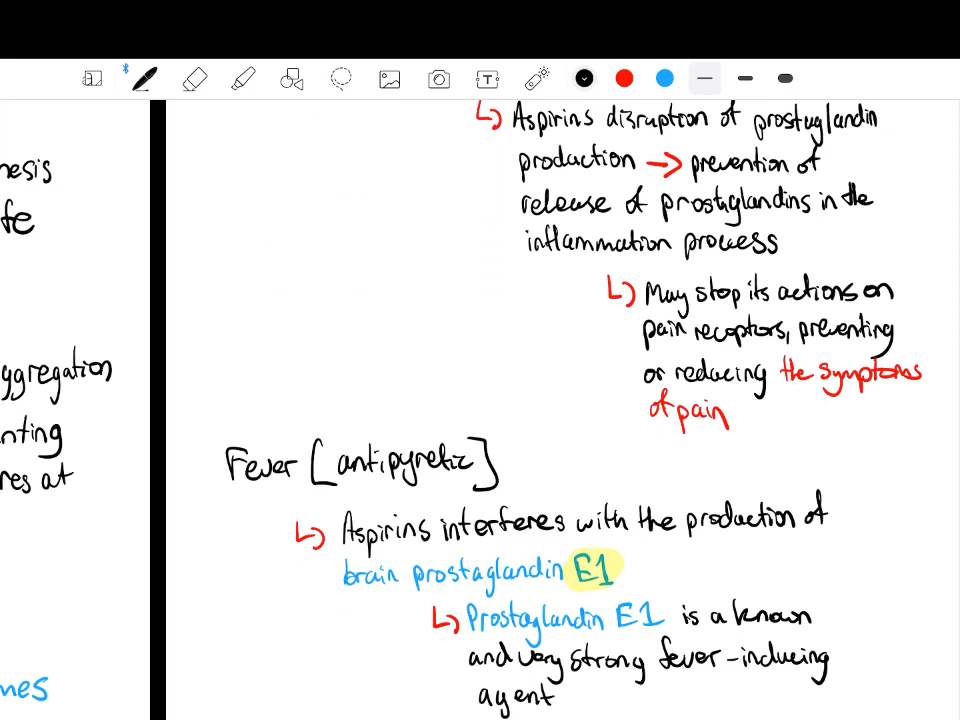 Aspirins disruption of prostaglandin
production → prevention of
release of prostaglandins in the
inflammation process
May stop its actions on
pain receptors, preventing
or reducing the symptoms
of pain
nesis
fe
ggregation
nting
res at
nes
Fever [antipyretic]
Aspirins interferes with the production of
brain prostaglandin E1
Prostaglandin E1 is a known
and very strong fever-inducing
agent